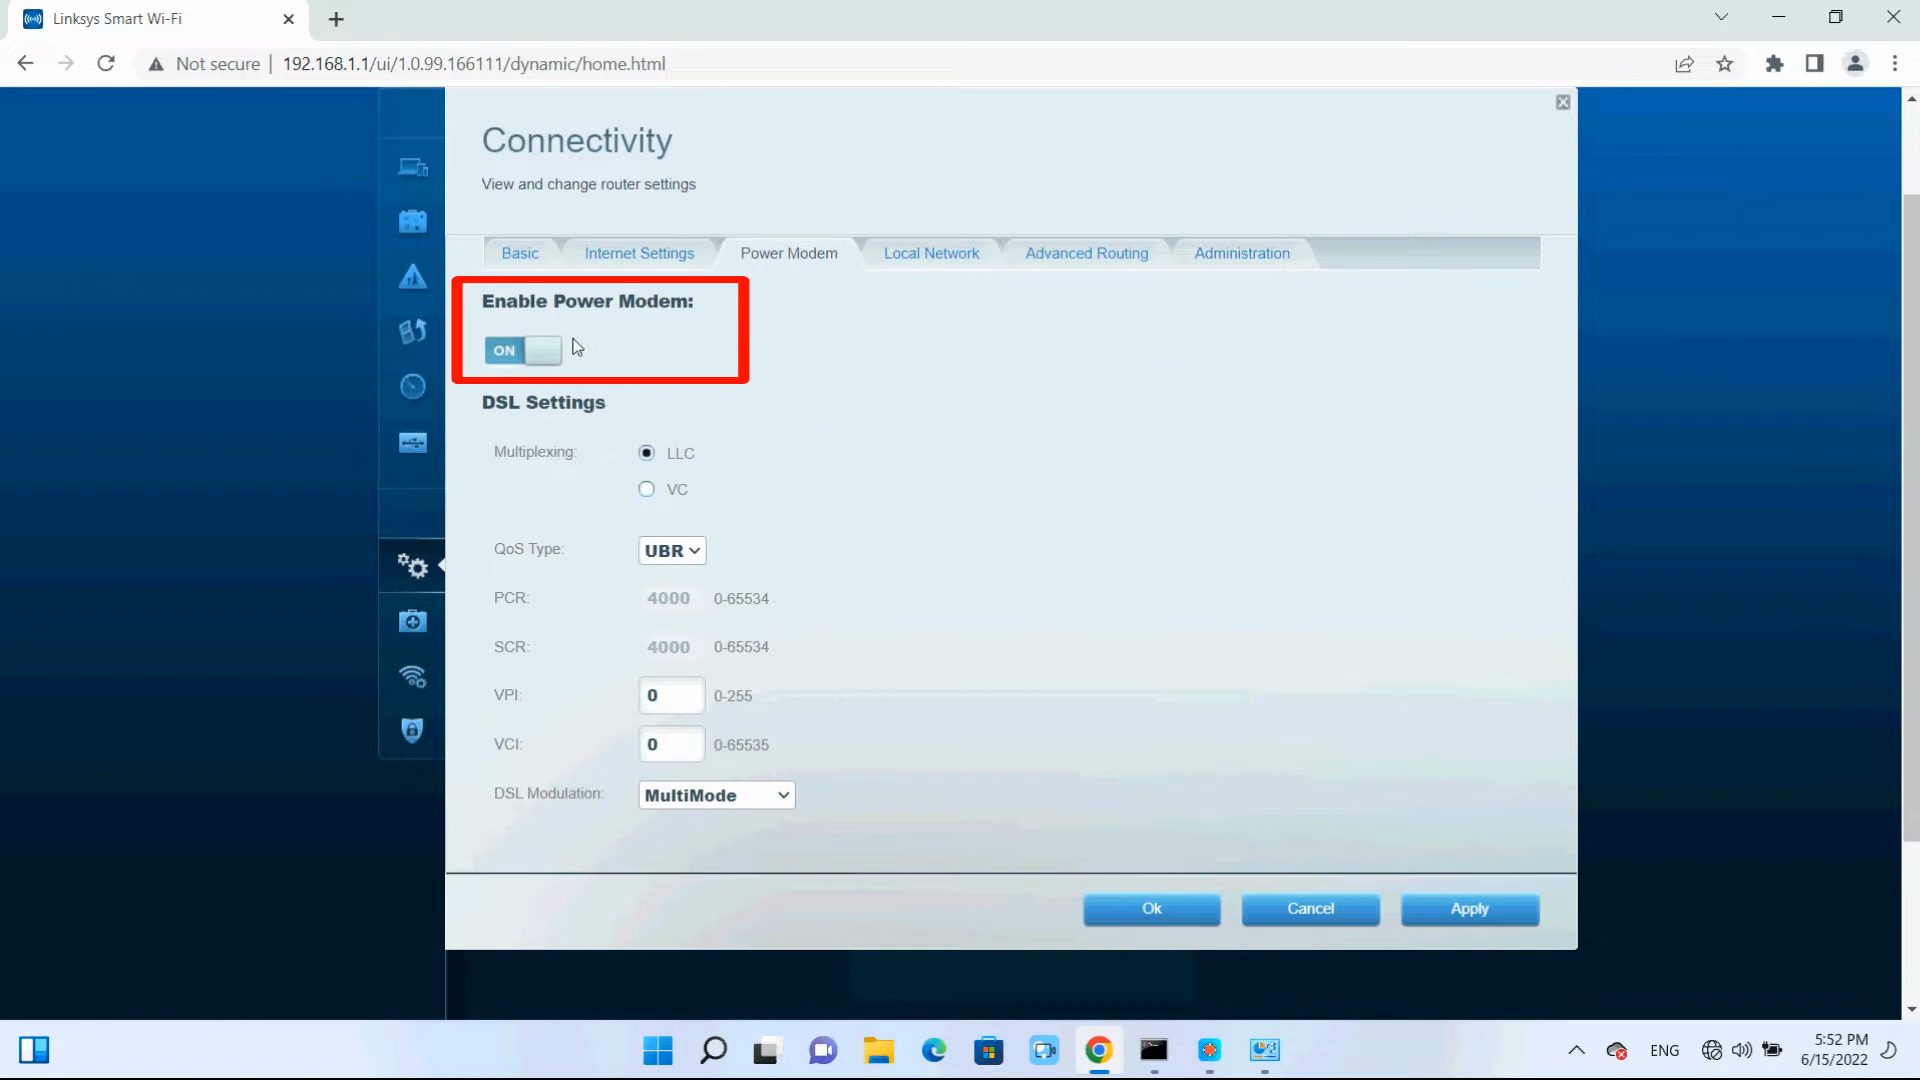 Linksys Smart Wi-Fi
Not secure
192.168.1.1/ui/1.0.99.166111/dynamic/home.html
Connectivity
View and change router settings
Basic
Internet Settings
Power Modem
Local Network
Advanced Routing
Administration
Enable Power Modem:
ON
DSL Settings
Multiplexing:
LLC
VC
QoS Type:
UBR
PCR:
4000
0-65534
SCR:
4000
0-65534
VPI:
0
0-255
VCI:
0
0-65535
DSL Modulation:
MultiMode
Ok
Cancel
Apply
ENG
5:52 PM
6/15/2022